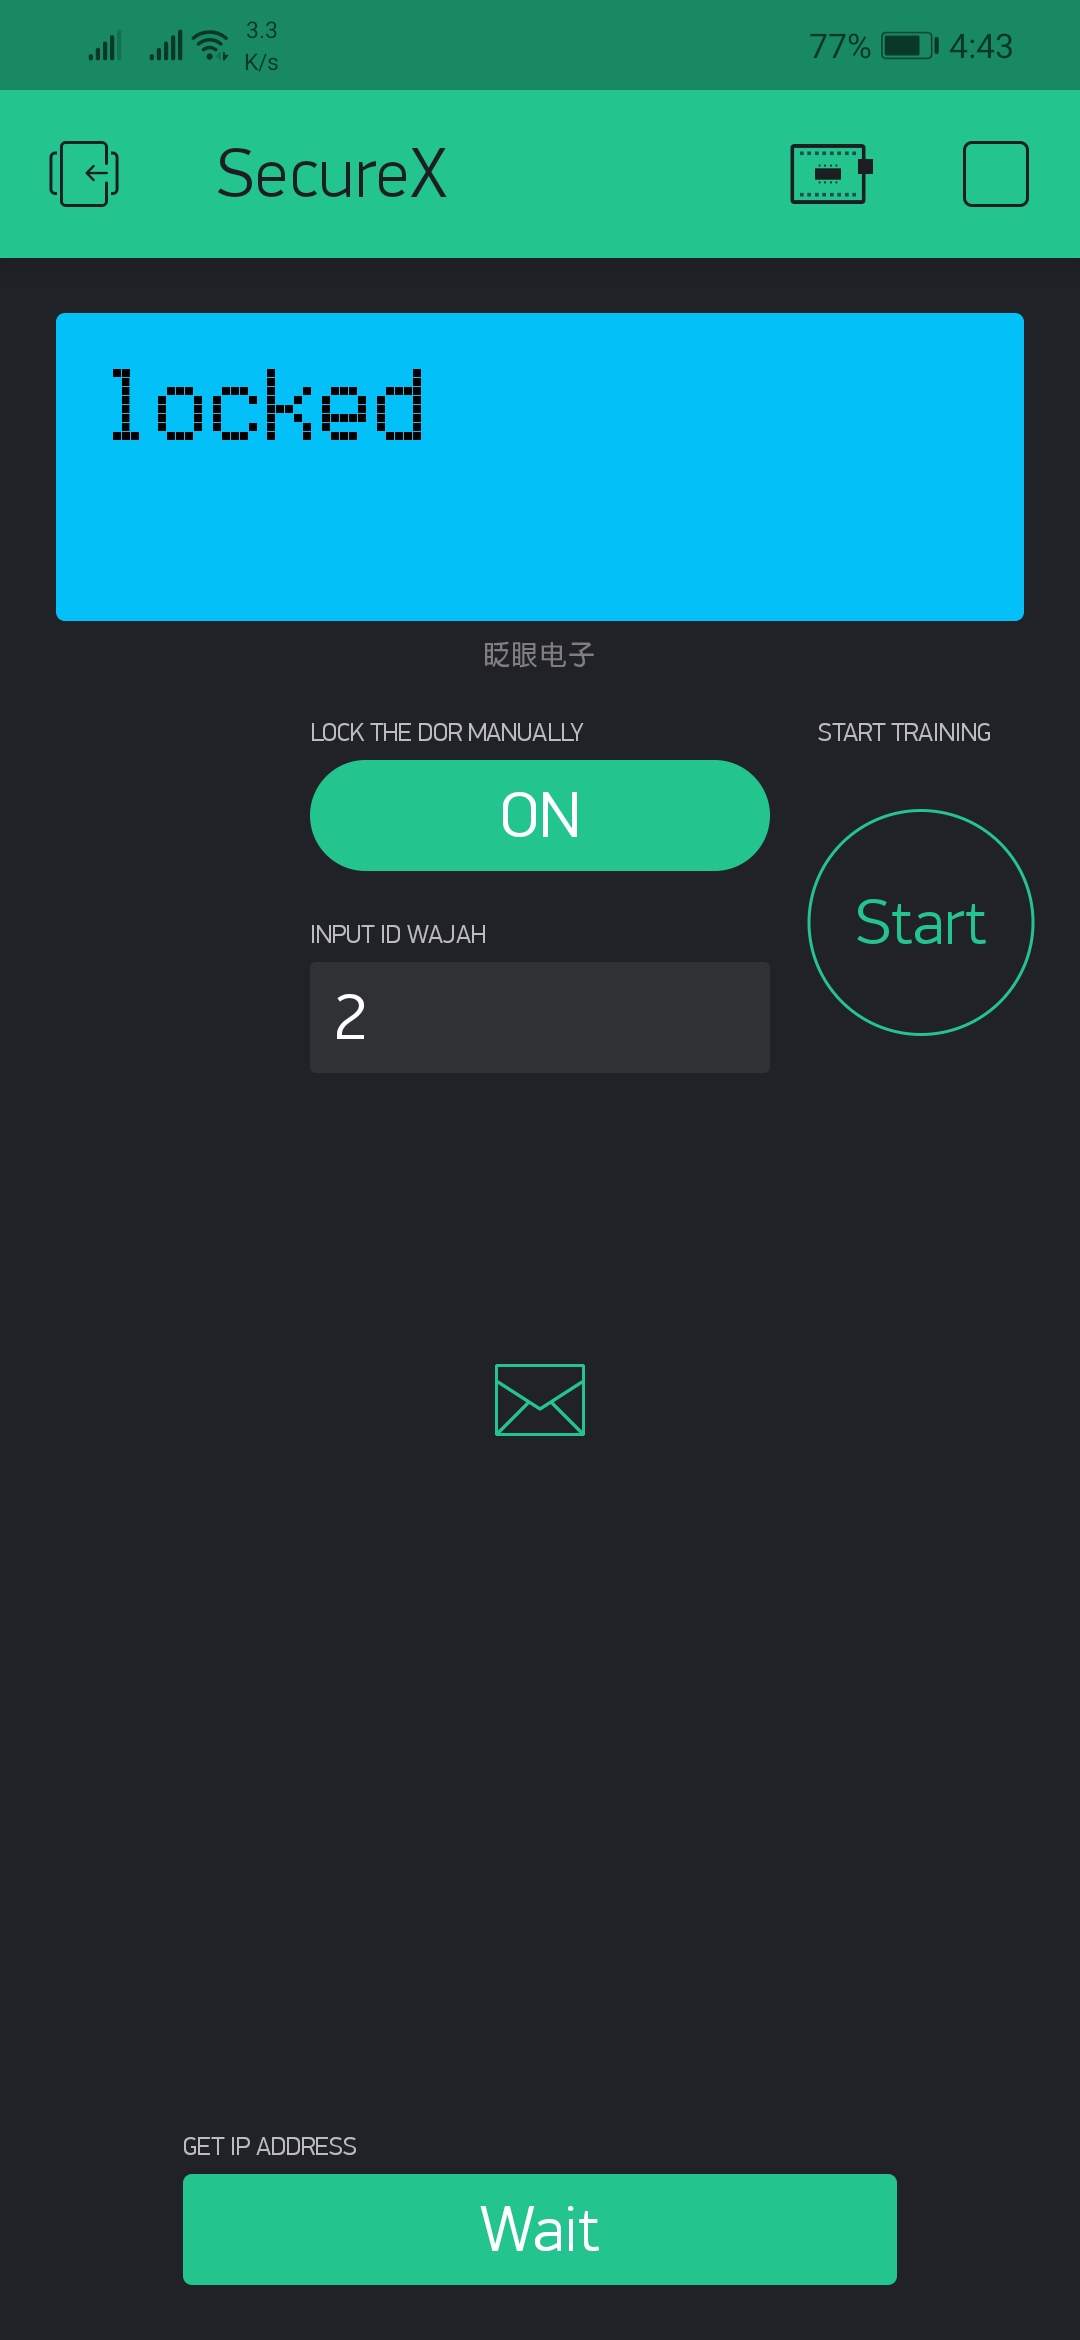 3.3
K/s
77%
4:43
SecureX
locked
眨眼电子
LOCK THE DOR MANUALLY
START TRAINING
ON
Start
INPUT ID WAJAH
2
GET IP ADDRESS
Wait